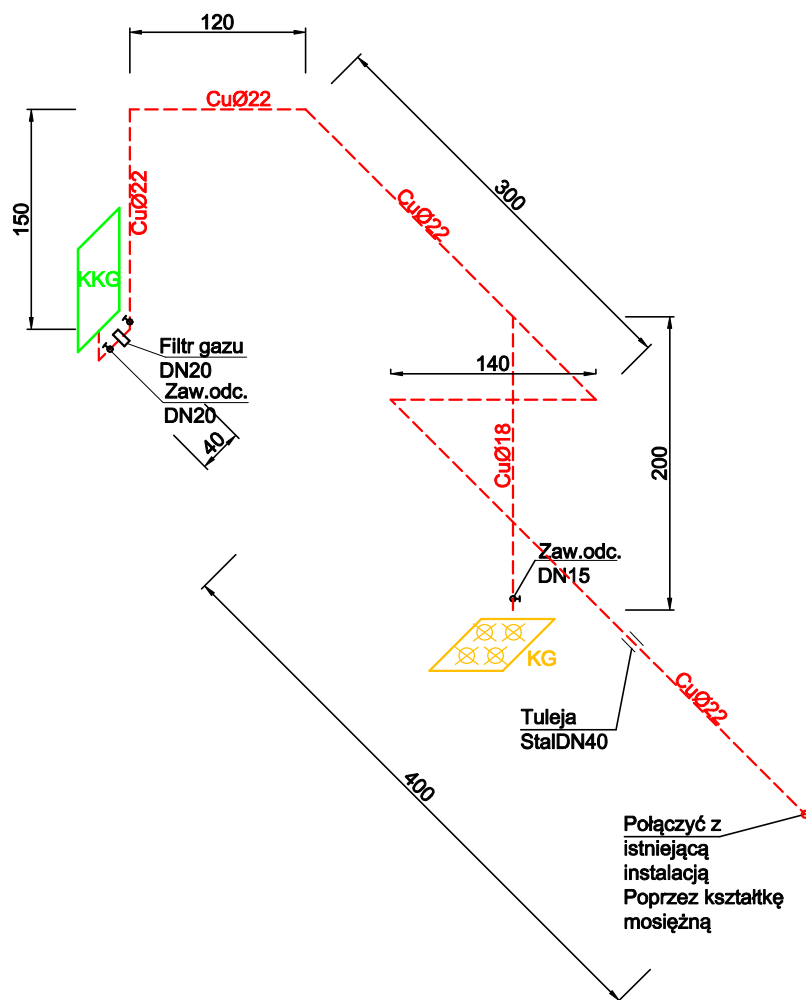 120
CuØ22
300
150
CuØ22
CuØ22
KKG
Filtr gazu
DN20
Zaw.odc.
DN20
140
40
CuØ18
200
Zaw.odc.
DN15
KG
CuØ22
Tuleja
StalDN40
400
Połączyć z
istniejącą
instalacją
Poprzez kształtkę
mosiężną